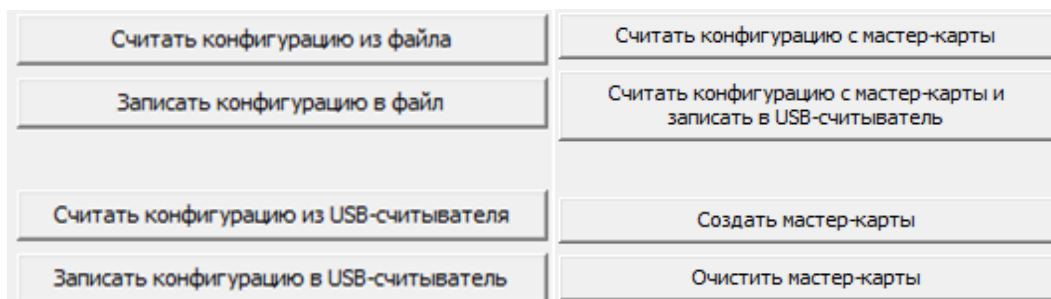 Считать конфигурацию из файла
Записать конфигурацию в файл
Считать конфигурацию из USB-считывателя
Записать конфигурацию в USB-считыватель
Считать конфигурацию с мастер-карты
Считать конфигурацию с мастер-карты и
записать в USB-считыватель
Создать мастер-карты
Очистить мастер-карты